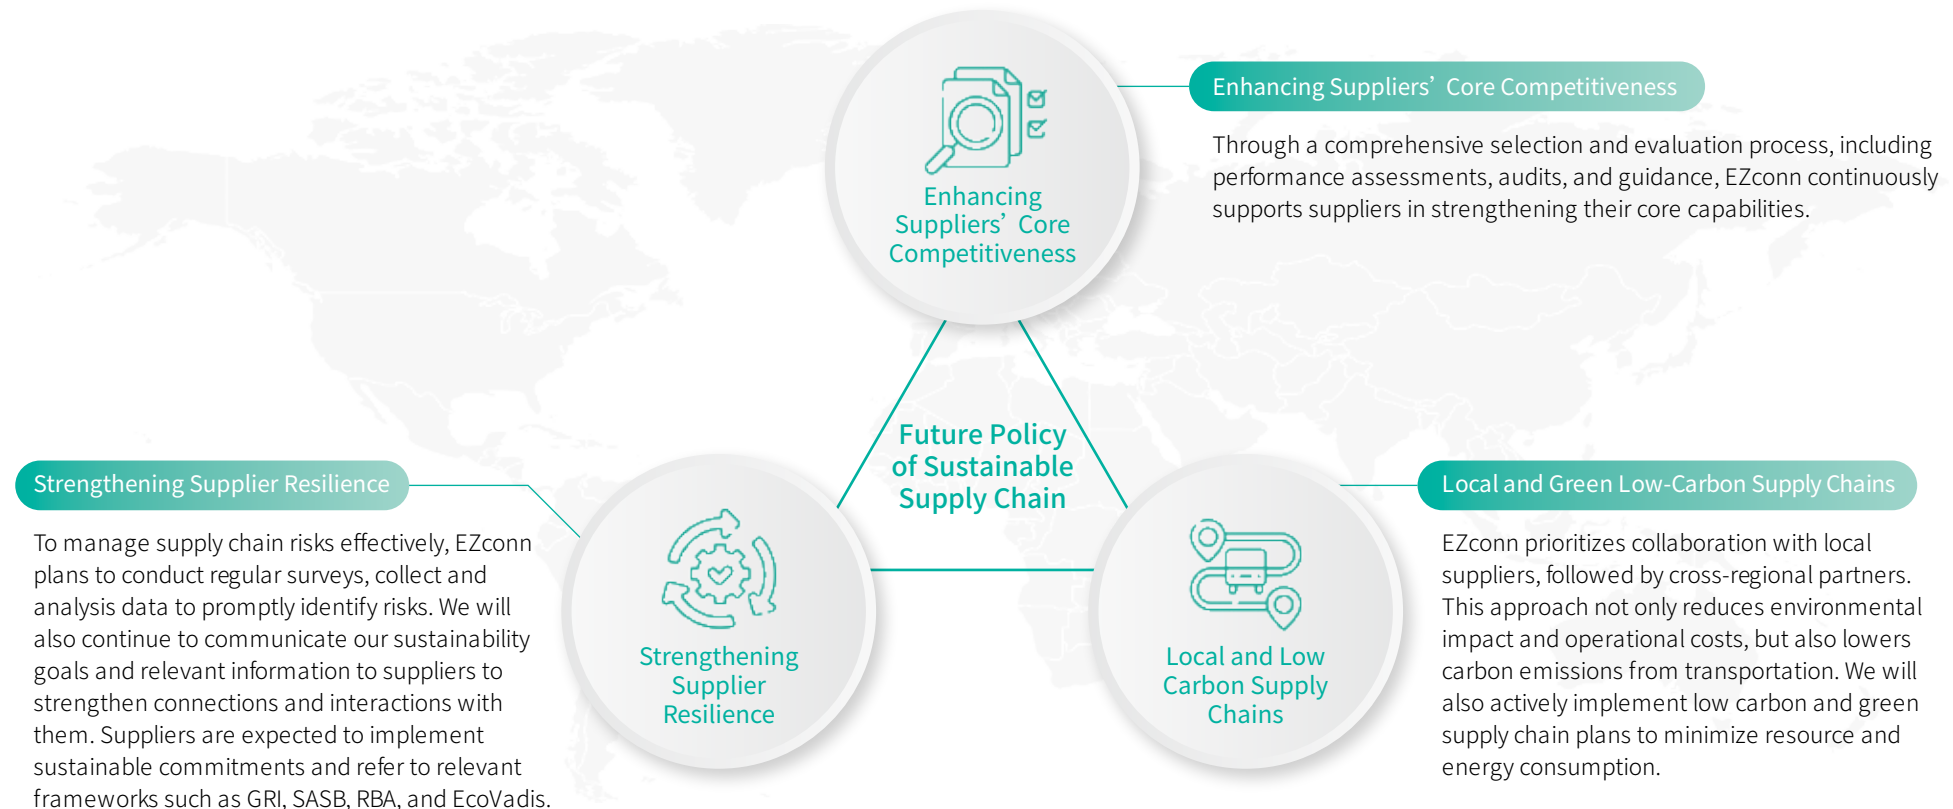 Enhancing Suppliers’ Core Competitiveness
Through a comprehensive selection and evaluation process, including
performance assessments, audits, and guidance, EZconn continuously
supports suppliers in strengthening their core capabilities.
Enhancing
Suppliers’ Core
Competitiveness
Future Policy
of Sustainable
Supply Chain
Strengthening Supplier Resilience
To manage supply chain risks effectively, EZconn
plans to conduct regular surveys, collect and
analysis data to promptly identify risks. We will
also continue to communicate our sustainability
goals and relevant information to suppliers to
strengthen connections and interactions with
them. Suppliers are expected to implement
sustainable commitments and refer to relevant
frameworks such as GRI, SASB, RBA, and EcoVadis.
Strengthening
Supplier
Resilience
Local and Low
Carbon Supply
Chains
Local and Green Low-Carbon Supply Chains
EZconn prioritizes collaboration with local
suppliers, followed by cross-regional partners.
This approach not only reduces environmental
impact and operational costs, but also lowers
carbon emissions from transportation. We will
also actively implement low carbon and green
supply chain plans to minimize resource and
energy consumption.